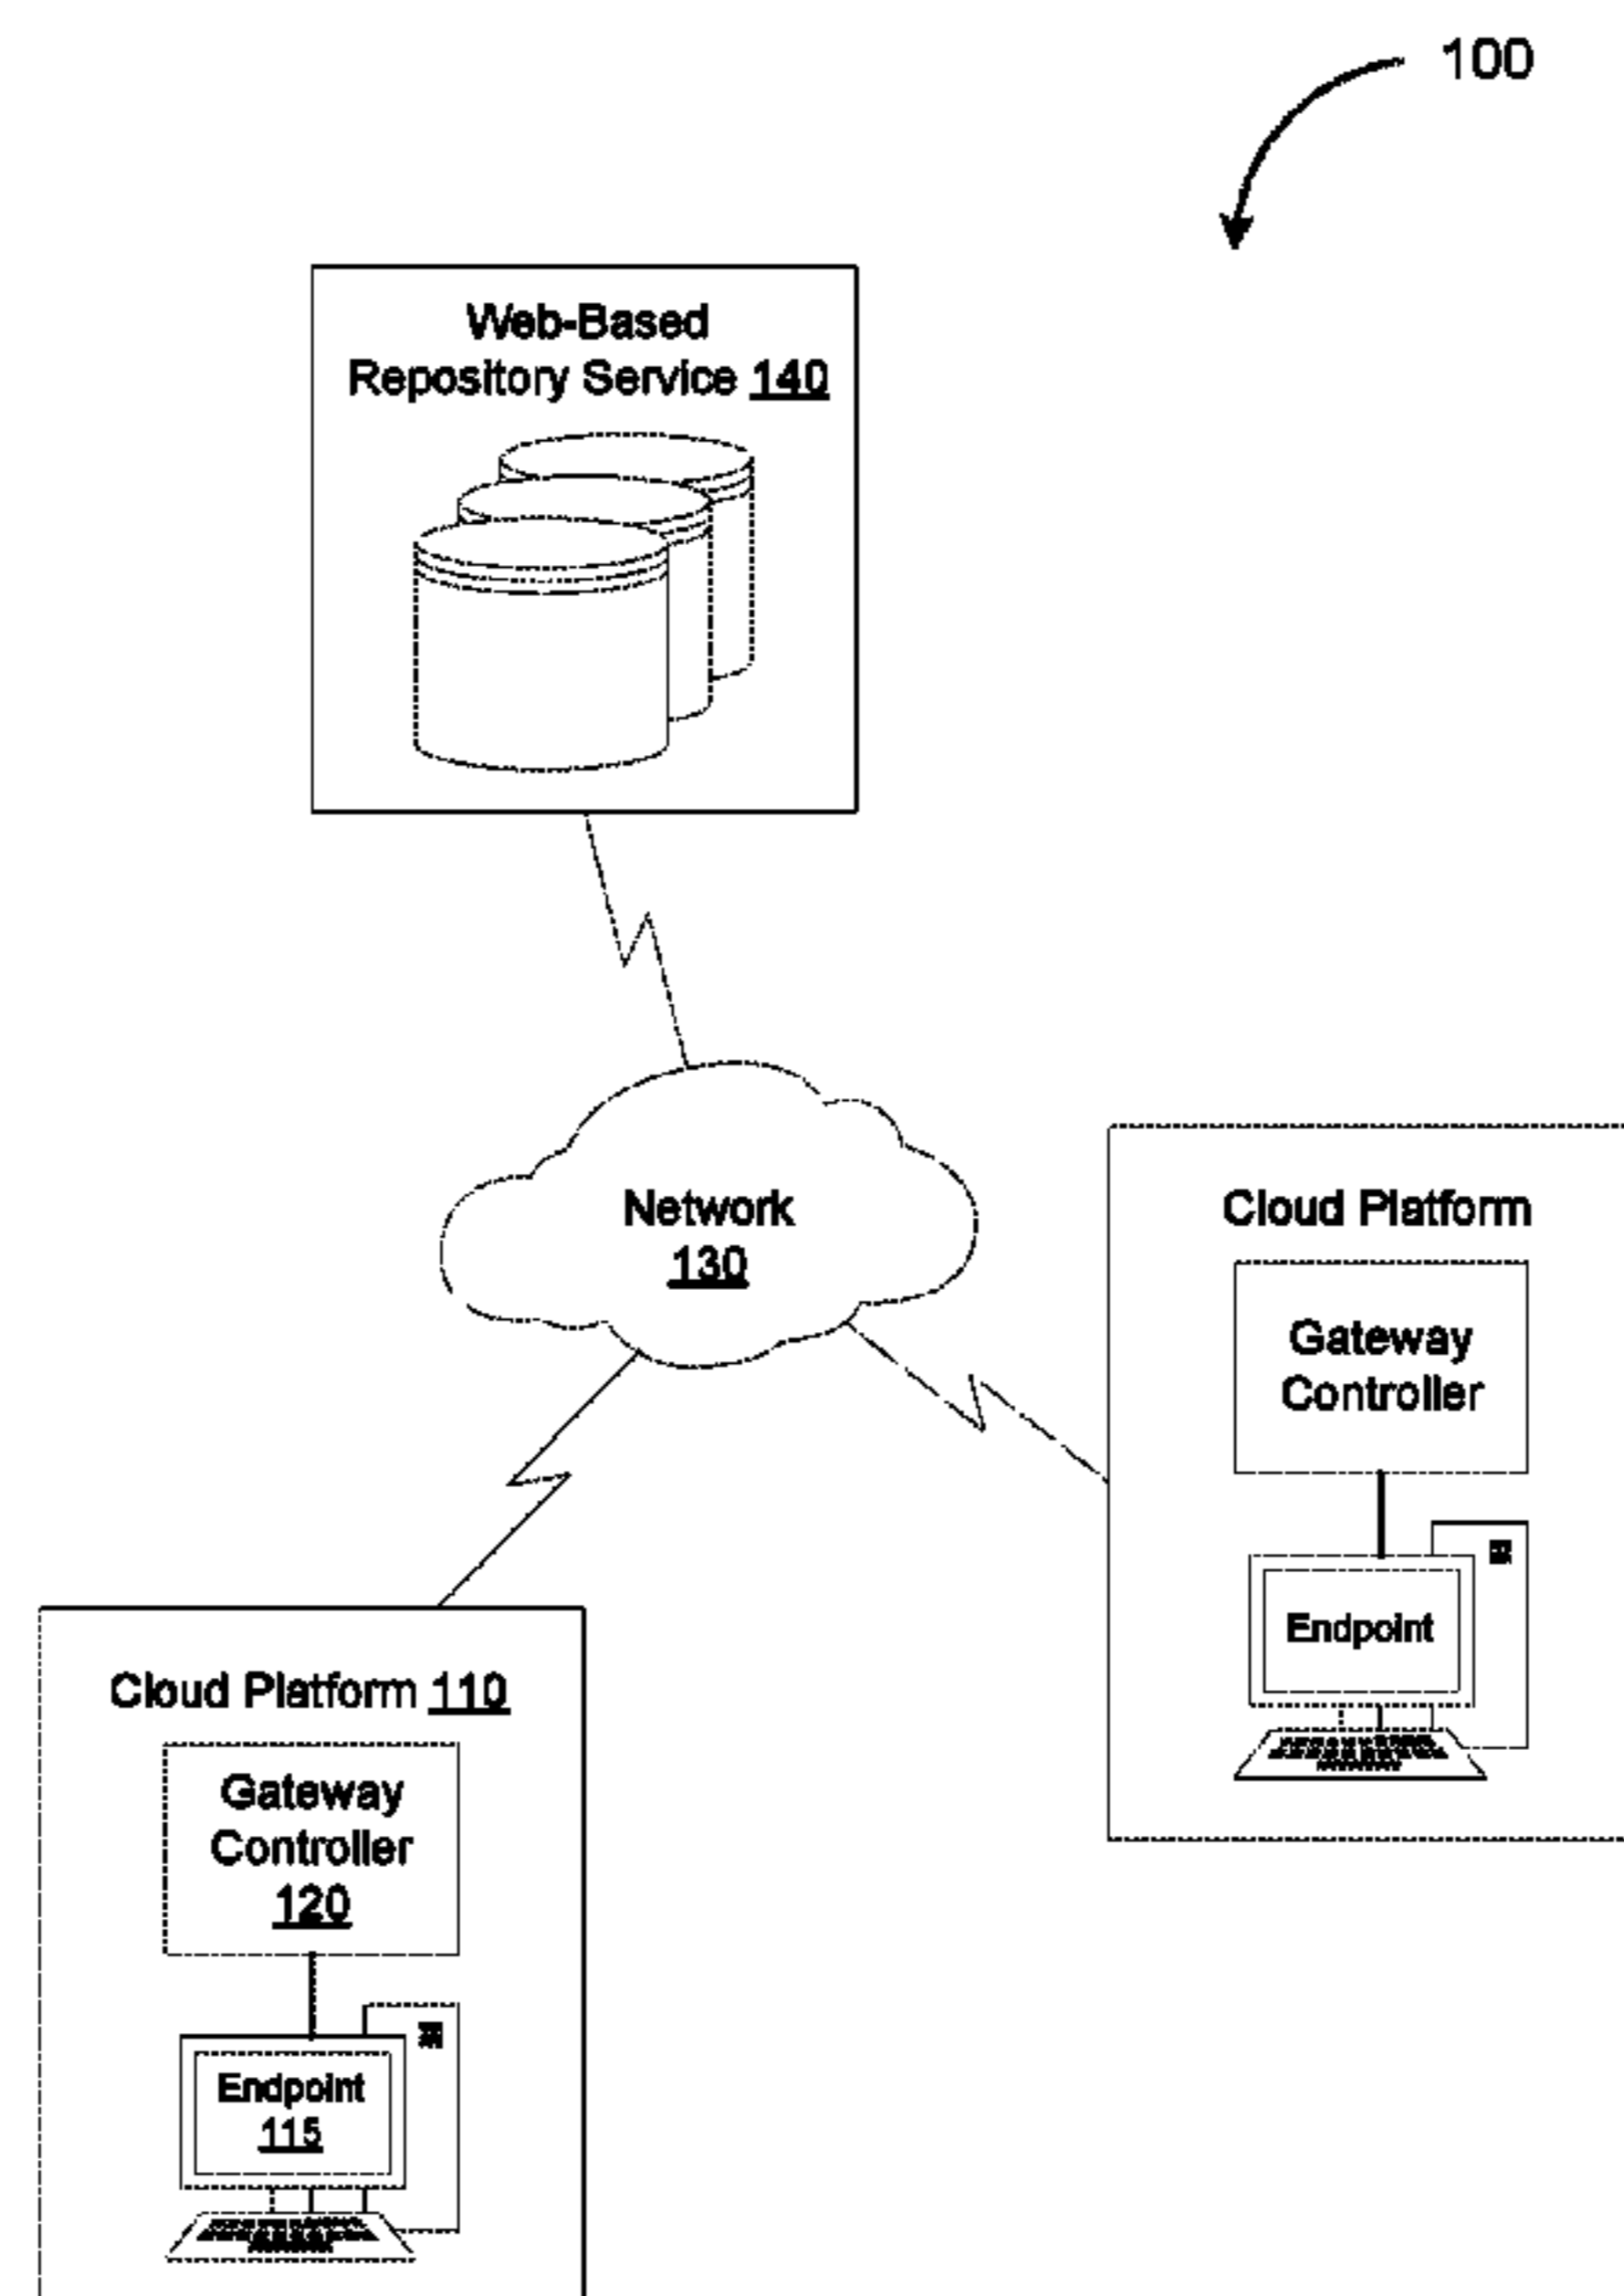 100
Web-Based
Repository Service 140
Network
130
Cloud Platform
Gateway
Controller
Endpoint
Cloud Platform 110
Gateway
Controller
120
Endpoint
115